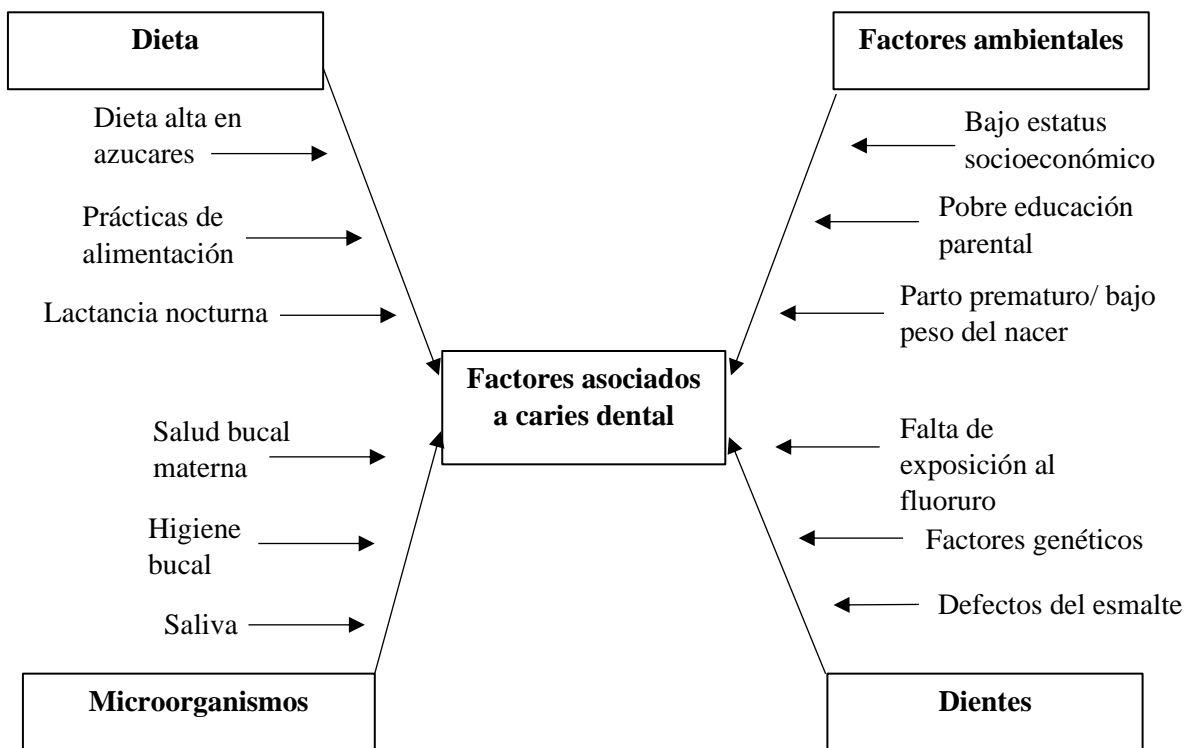 Dieta
Factores ambientales
Dieta alta en
azucares
Prácticas de
alimentación
Lactancia nocturna
Bajo estatus
socioeconómico
Pobre educación
parental
Parto prematuro/ bajo
peso del nacer
Factores asociados
a caries dental
Salud bucal
materna
Higiene
bucal
Saliva
Falta de
exposición al
fluoruro
Factores genéticos
Defectos del esmalte
Microorganismos
Dientes